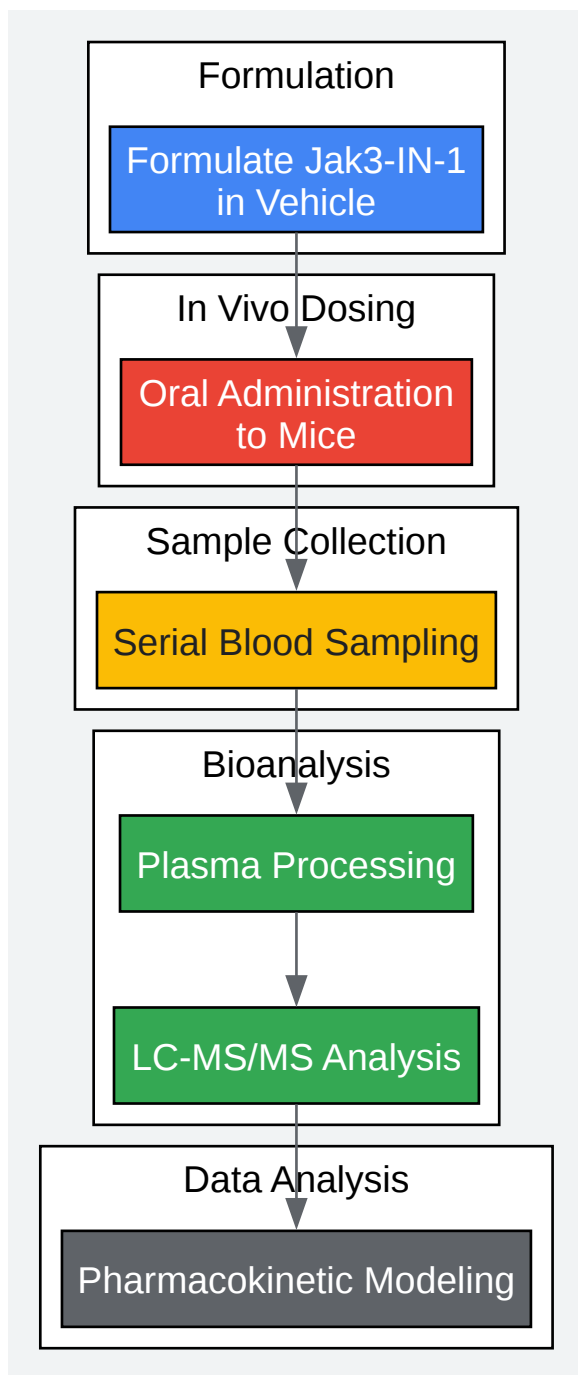 Formulation
Formulate Jak3-IN-1
in Vehicle
In Vivo Dosing
Oral Administration
to Mice
Sample Collection
Serial Blood Sampling
Bioanalysis
Plasma Processing
LC-MS/MS Analysis
Data Analysis
Pharmacokinetic Modeling